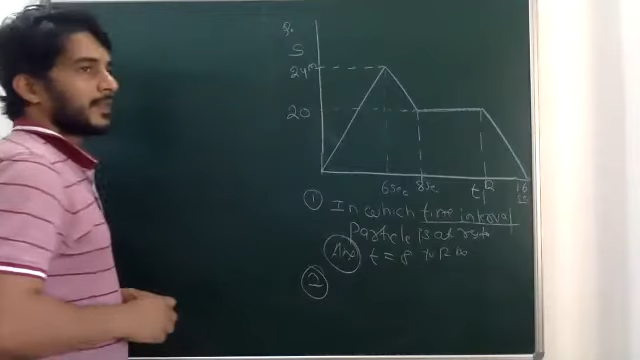 S
24m
20
6sec 8sec t 12 16
① In which time interval
Particle is at rest
Ans t = 8 to 12
②